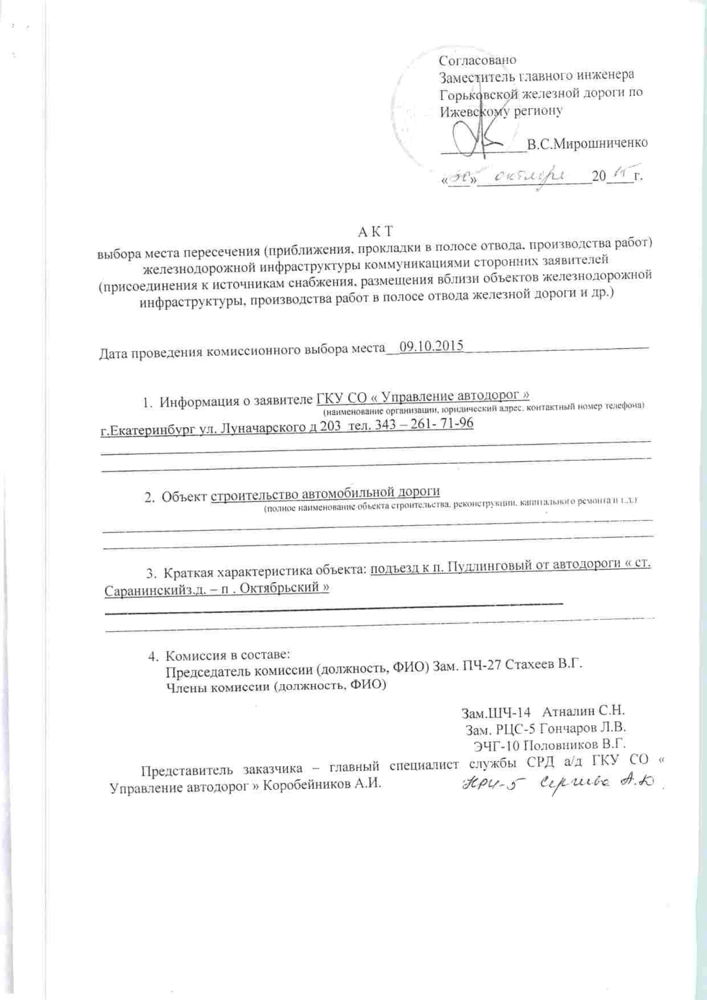 Согласовано
Заместитель главного инженера
Горьковской железной дороги по
Ижевскому региону
В.С.Мирошниченко
«30» октября 2015 г.
А К Т
выбора места пересечения (приближения, прокладки в полосе отвода, производства работ)
железнодорожной инфраструктуры коммуникациями сторонних заявителей
(присоединения к источникам снабжения, размещения вблизи объектов железнодорожной
инфраструктуры, производства работ в полосе отвода железной дороги и др.)
Дата проведения комиссионного выбора места 09.10.2015
1. Информация о заявителе ГКУ СО « Управление автодорог »
(наименование организации, юридический адрес, контактный номер телефона)
г.Екатеринбург ул. Луначарского д 203 тел. 343 – 261- 71-96
2. Объект строительство автомобильной дороги
(полное наименование объекта строительства, реконструкции, капитального ремонта и т.д.)
3. Краткая характеристика объекта: подъезд к п. Пудлинговый от автодороги « ст.
Саранинскийз.д. – п . Октябрьский »
4. Комиссия в составе:
Председатель комиссии (должность, ФИО) Зам. ПЧ-27 Стахеев В.Г.
Члены комиссии (должность, ФИО)
Зам.ШЧ-14 Атналин С.Н.
Зам. РЦС-5 Гончаров Л.В.
ЭЧГ-10 Половников В.Г.
Представитель заказчика – главный специалист службы СРД а/д ГКУ СО «
Управление автодорог » Коробейников А.И. А.Ю